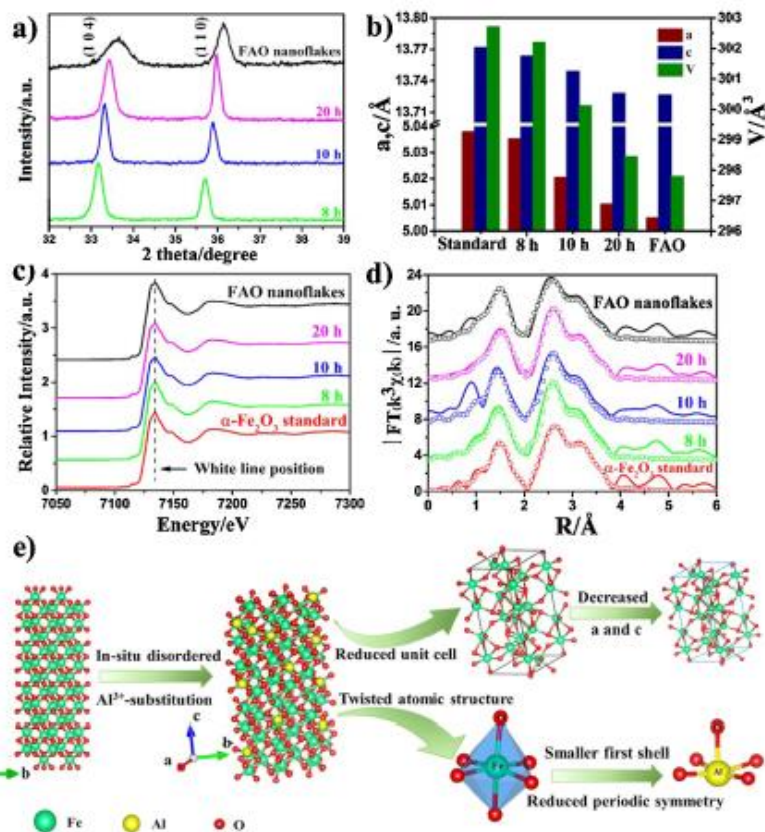 a)
(1 0 4)
(1 1 0)
FAO nanoflakes
20 h
10 h
8 h
Intensity/a.u.
32 33 34 35 36 37 38 39
2 theta/degree
b)
a
c
V
13.80
13.77
13.74
13.71
5.04
5.03
5.02
5.01
5.00
a,c/Å
303
302
301
300
299
298
297
296
V/Å³
Standard 8 h 10 h 20 h FAO
c)
FAO nanoflakes
20 h
10 h
8 h
α-Fe₂O₃ standard
White line position
4
3
2
1
0
Relative Intensity/a.u.
7050 7100 7150 7200 7250 7300
Energy/eV
d)
FAO nanoflakes
20 h
10 h
8 h
α-Fe₂O₃ standard
24
20
16
12
8
4
0
| FT(k³χ(k) |/a. u.
0 1 2 3 4 5 6
R/Å
e)
In-situ disordered
Al³⁺-substitution
b
c
a
b
Reduced unit cell
Decreased
a and c
Twisted atomic structure
Fe
Smaller first shell
Reduced periodic symmetry
Al
Fe Al O